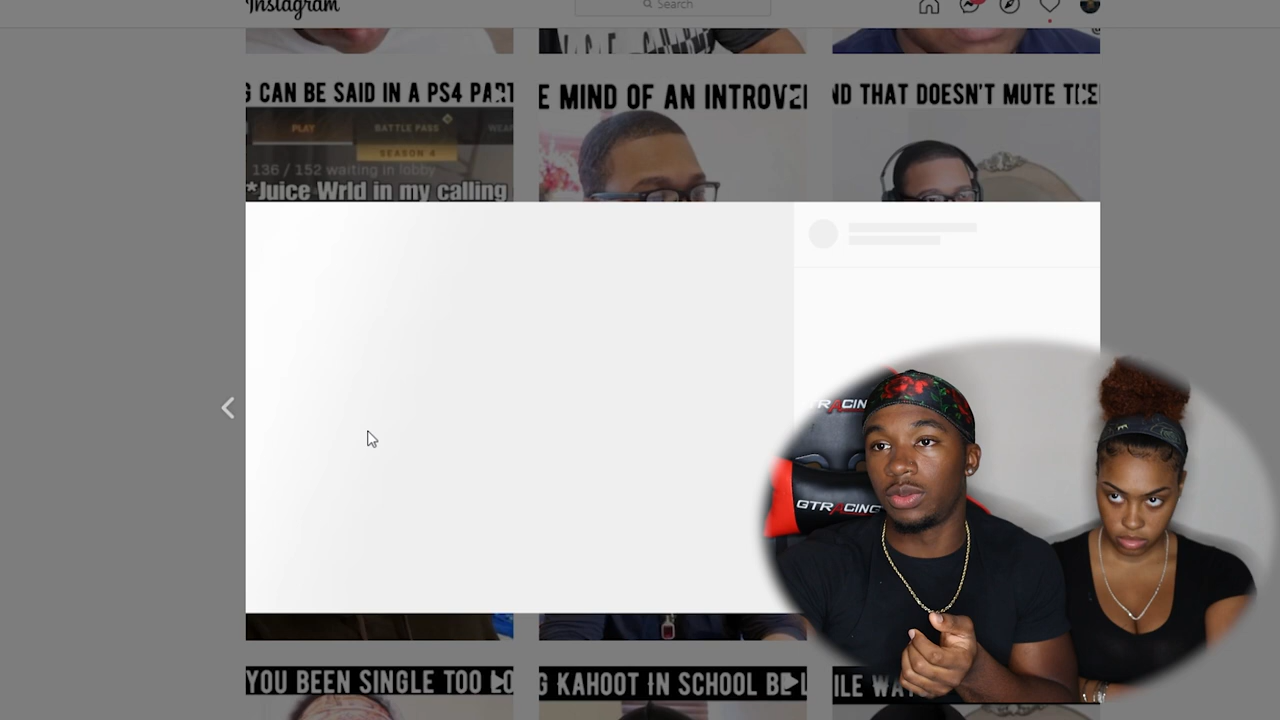 Instagram
Search
G CAN BE SAID IN A PS4 PART
E MIND OF AN INTROVE
ND THAT DOESN'T MUTE THE
PLAY
BATTLE PASS
WEA
SEASON 4
136 / 152 waiting in lobby
*Juice Wrld in my calling
GTRACING
GTRACING
YOU BEEN SINGLE TOO LO
G KAHOOT IN SCHOOL BE L
ILE WA